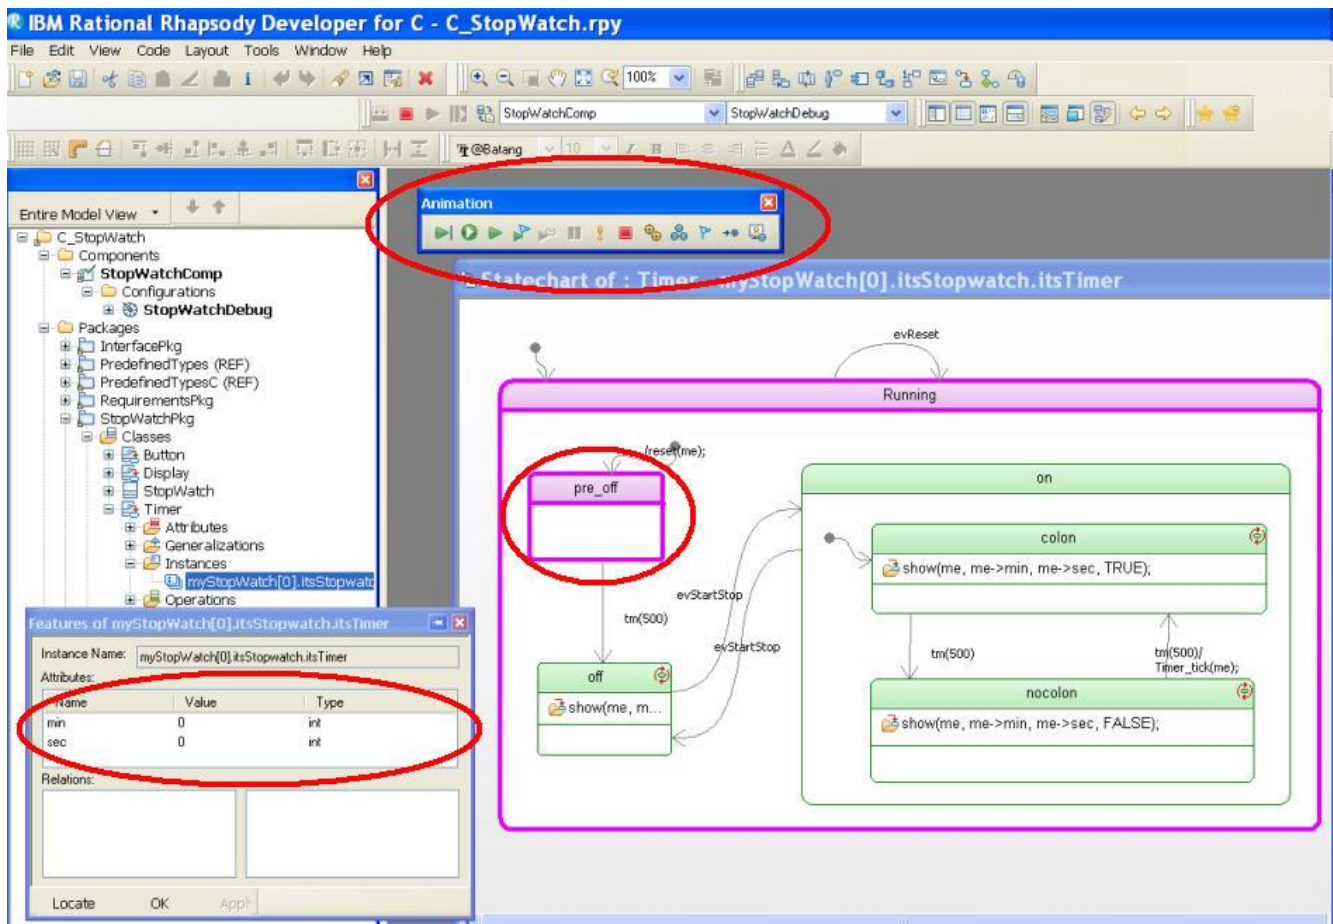 IBM Rational Rhapsody Developer for C - C_StopWatch.rpy
File Edit View Code Layout Tools Window Help
100%
StopWatchComp StopWatchDebug
@Batang 10 I B
Entire Model View
C_StopWatch
Components
StopWatchComp
Configurations
StopWatchDebug
Packages
InterfacePkg
PredefinedTypes (REF)
PredefinedTypesC (REF)
RequirementsPkg
StopWatchPkg
Classes
Button
Display
StopWatch
Timer
Attributes
Generalizations
Instances
myStopWatch[0].itsStopwatc
Operations
Animation
Statechart of : Timer - myStopWatch[0].itsStopwatch.itsTimer
evReset
Running
/reset(me);
pre_off
tm(500)
off
show(me, m...
evStartStop
evStartStop
on
colon
show(me, me->min, me->sec, TRUE);
tm(500)
tm(500)/
Timer_tick(me);
nocolon
show(me, me->min, me->sec, FALSE);
Features of myStopWatch[0].itsStopwatch.itsTimer
Instance Name: myStopWatch[0].itsStopwatch.itsTimer
Attributes:
Name Value Type
min 0 int
sec 0 int
Relations:
Locate OK Apply